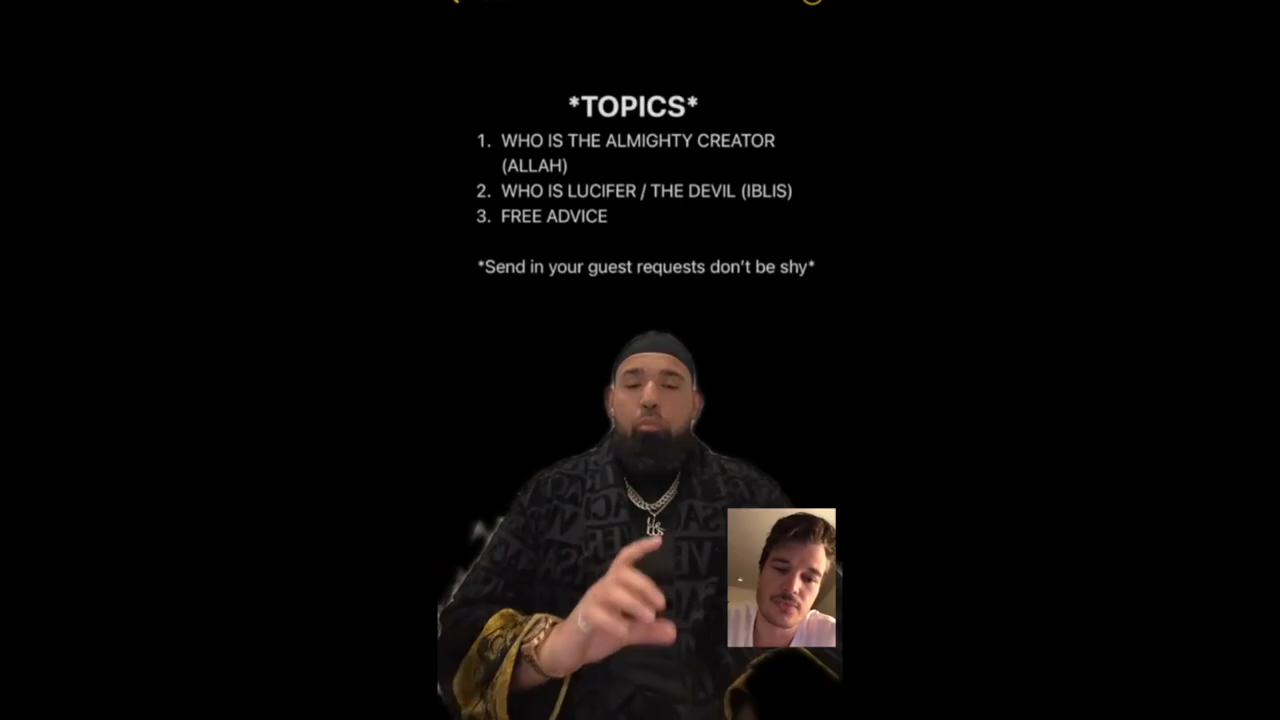 *TOPICS*
1. WHO IS THE ALMIGHTY CREATOR
(ALLAH)
2. WHO IS LUCIFER / THE DEVIL (IBLIS)
3. FREE ADVICE
*Send in your guest requests don't be shy*